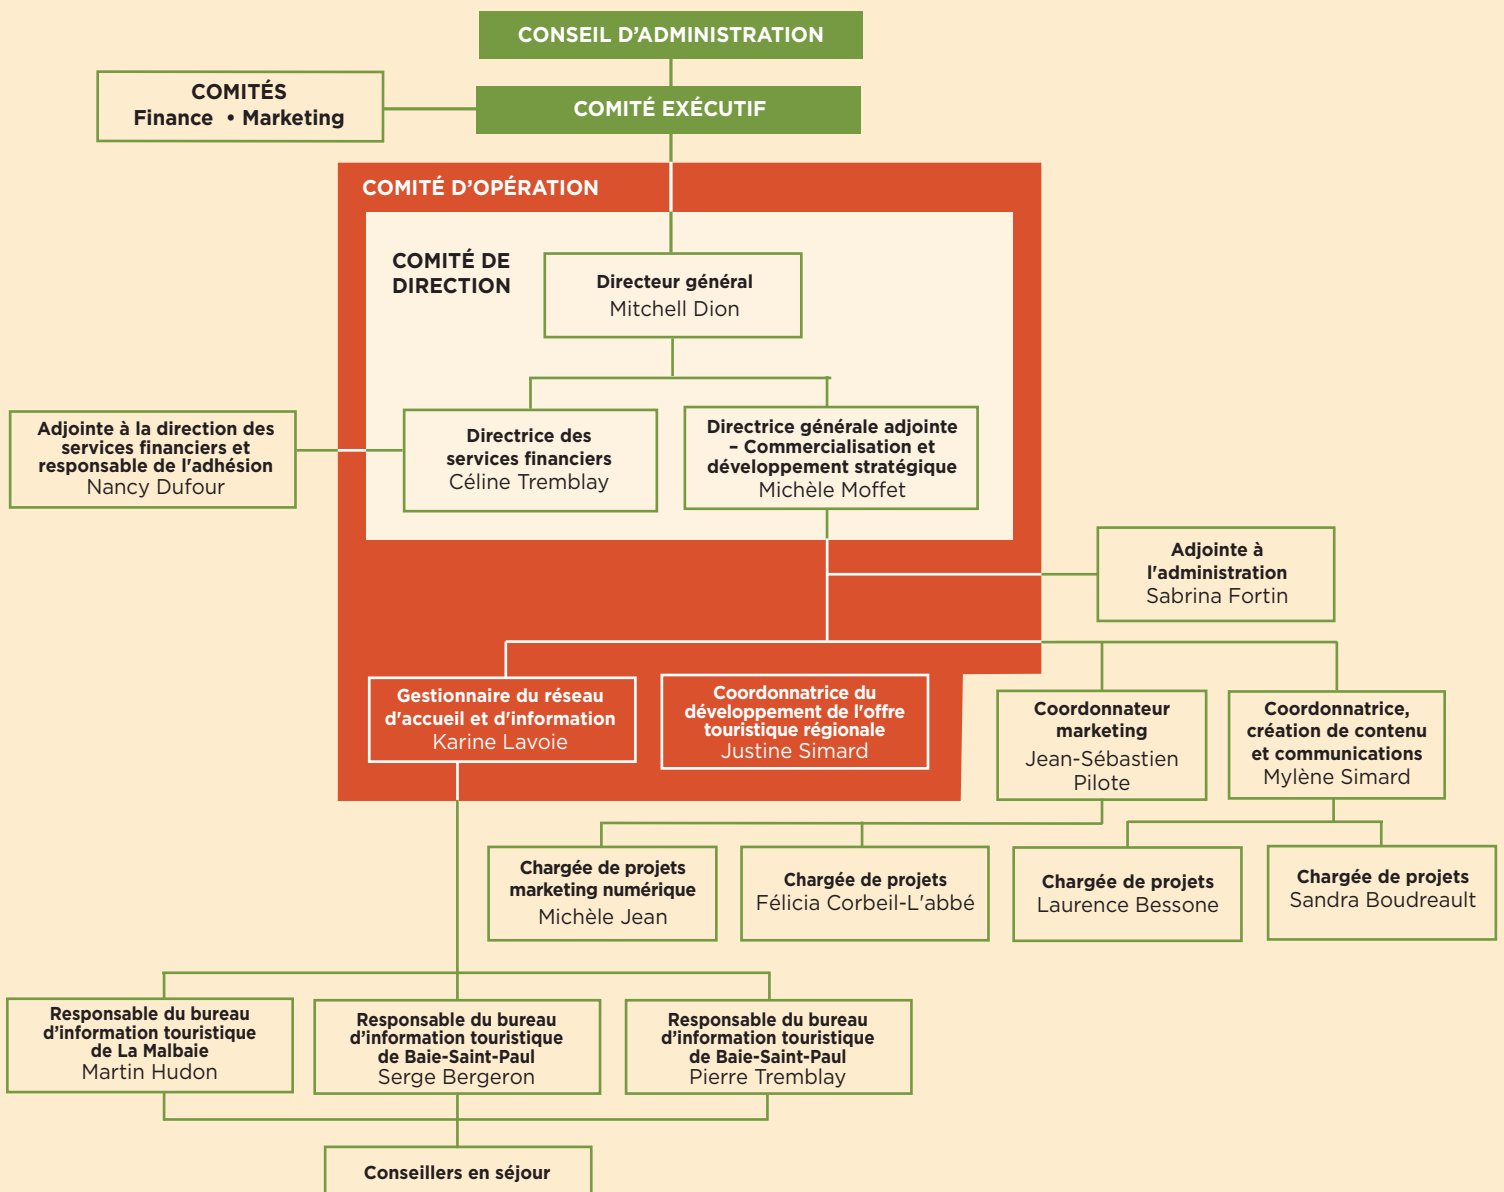 CONSEIL D’ADMINISTRATION
COMITÉS
Finance • Marketing
COMITÉ EXÉCUTIF
COMITÉ D’OPÉRATION
COMITÉ DE
DIRECTION
Directeur général
Mitchell Dion
Adjointe à la direction des
services financiers et
responsable de l'adhésion
Nancy Dufour
Directrice des
services financiers
Céline Tremblay
Directrice générale adjointe
– Commercialisation et
développement stratégique
Michèle Moffet
Adjointe à
l'administration
Sabrina Fortin
Gestionnaire du réseau
d'accueil et d'information
Karine Lavoie
Coordonnatrice du
développement de l'offre
touristique régionale
Justine Simard
Coordonnateur
marketing
Jean-Sébastien
Pilote
Coordonnatrice,
création de contenu
et communications
Mylène Simard
Chargée de projets
marketing numérique
Michèle Jean
Chargée de projets
Félicia Corbeil-L'abbé
Chargée de projets
Laurence Bessone
Chargée de projets
Sandra Boudreault
Responsable du bureau
d’information touristique
de La Malbaie
Martin Hudon
Responsable du bureau
d’information touristique
de Baie-Saint-Paul
Serge Bergeron
Responsable du bureau
d’information touristique
de Baie-Saint-Paul
Pierre Tremblay
Conseillers en séjour